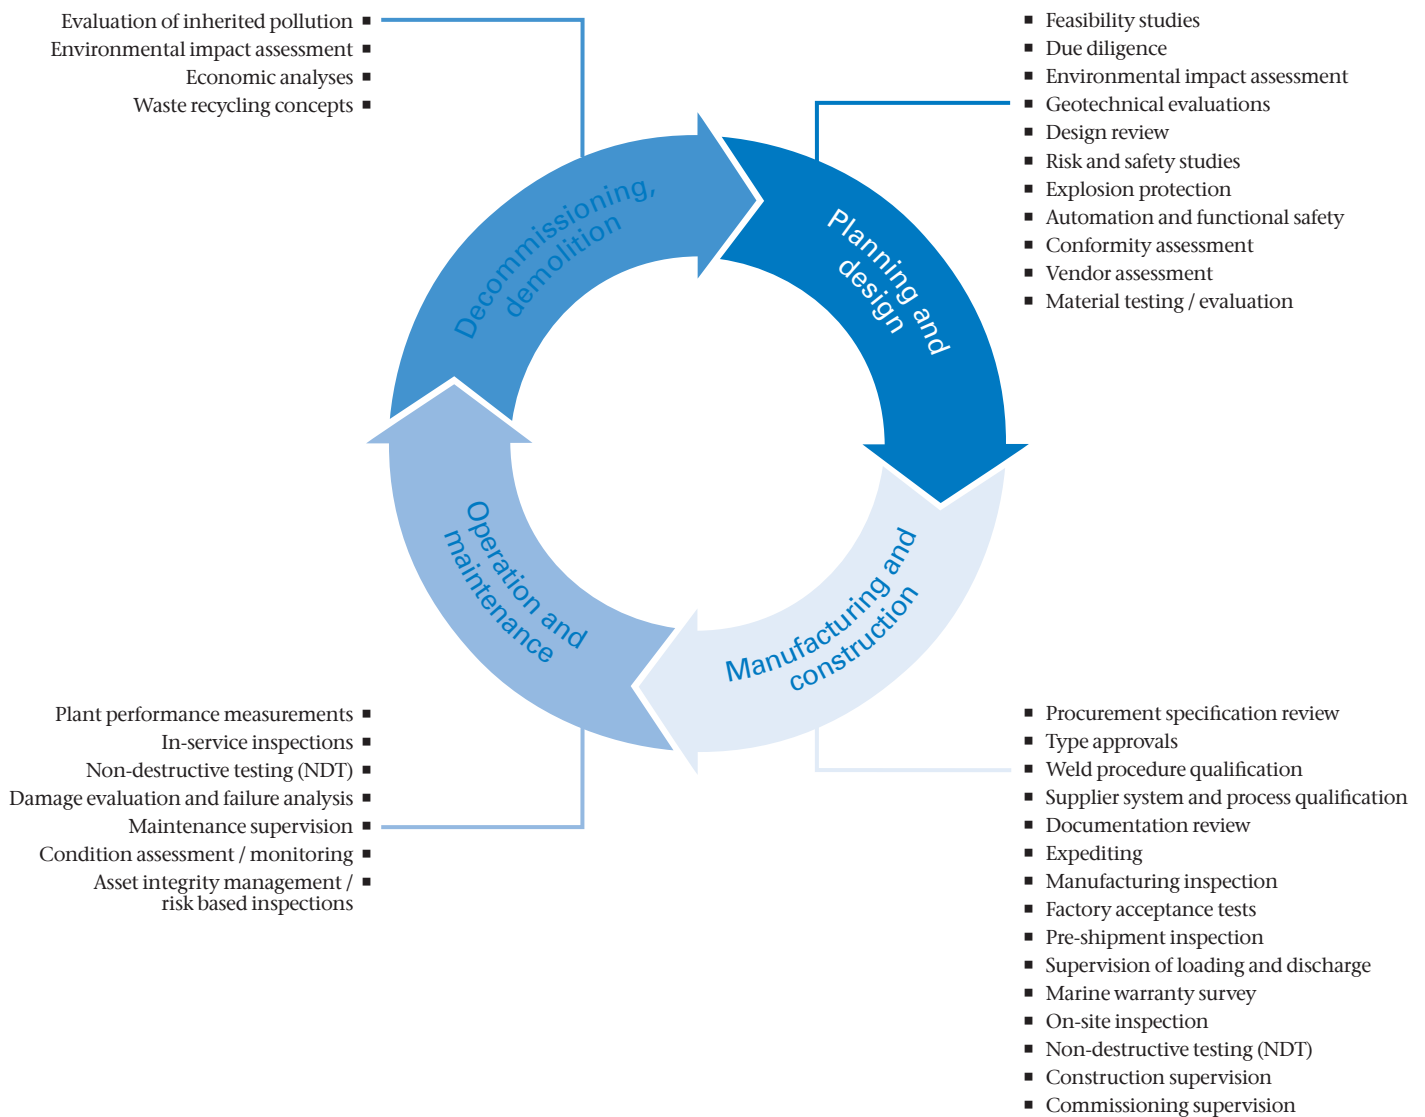 Evaluation of inherited pollution
Environmental impact assessment
Economic analyses
Waste recycling concepts
Feasibility studies
Due diligence
Environmental impact assessment
Geotechnical evaluations
Design review
Risk and safety studies
Explosion protection
Automation and functional safety
Conformity assessment
Vendor assessment
Material testing / evaluation
Decommissioning,
demolition
Planning and
design
Operation and
maintenance
Manufacturing and
construction
Plant performance measurements
In-service inspections
Non-destructive testing (NDT)
Damage evaluation and failure analysis
Maintenance supervision
Condition assessment / monitoring
Asset integrity management /
risk based inspections
Procurement specification review
Type approvals
Weld procedure qualification
Supplier system and process qualification
Documentation review
Expediting
Manufacturing inspection
Factory acceptance tests
Pre-shipment inspection
Supervision of loading and discharge
Marine warranty survey
On-site inspection
Non-destructive testing (NDT)
Construction supervision
Commissioning supervision